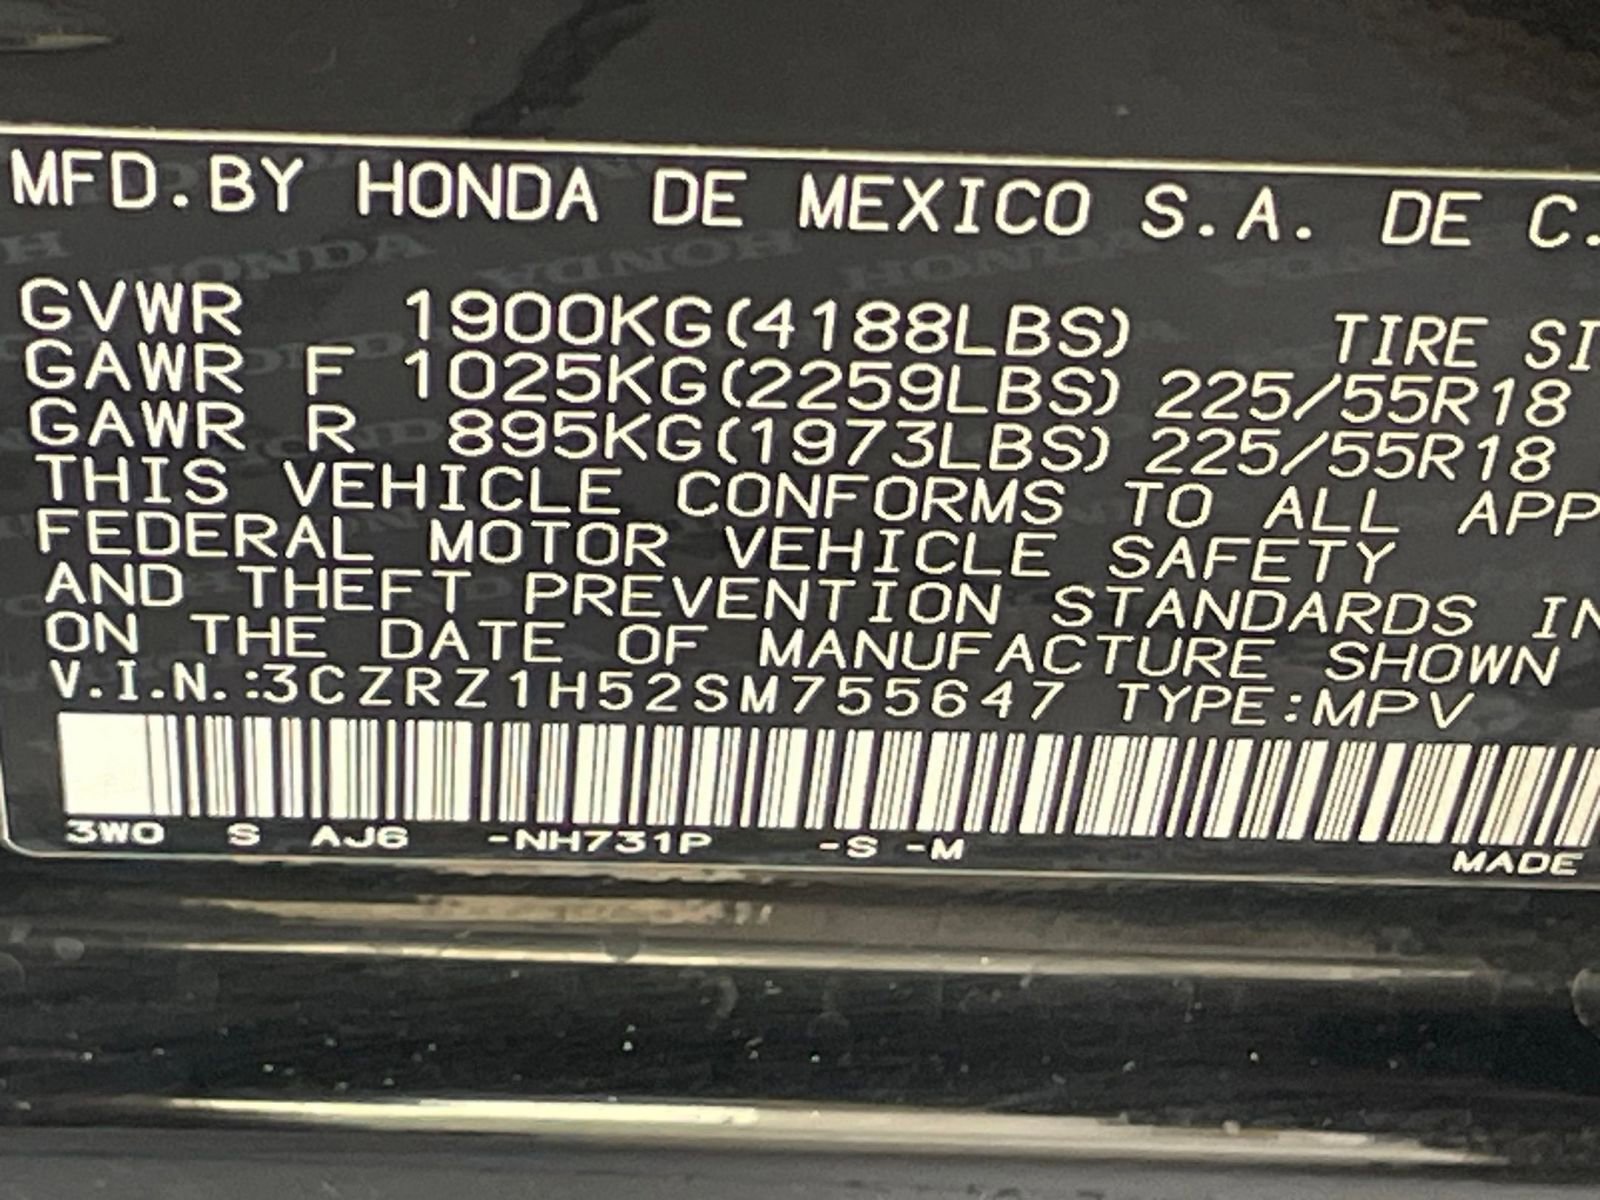 MFD.BY HONDA DE MEXICO S.A. DE C.
GVWR 1900KG(4188LBS) TIRE SI
GAWR F 1025KG(2259LBS) 225/55R18
GAWR R 895KG(1973LBS) 225/55R18
THIS VEHICLE CONFORMS TO ALL APP
FEDERAL MOTOR VEHICLE SAFETY
AND THEFT PREVENTION STANDARDS IN
ON THE DATE OF MANUFACTURE SHOWN
V.I.N.:3CZRZ1H52SM755647 TYPE:MPV
3W0 S AJ6 -NH731P -S -M
MADE